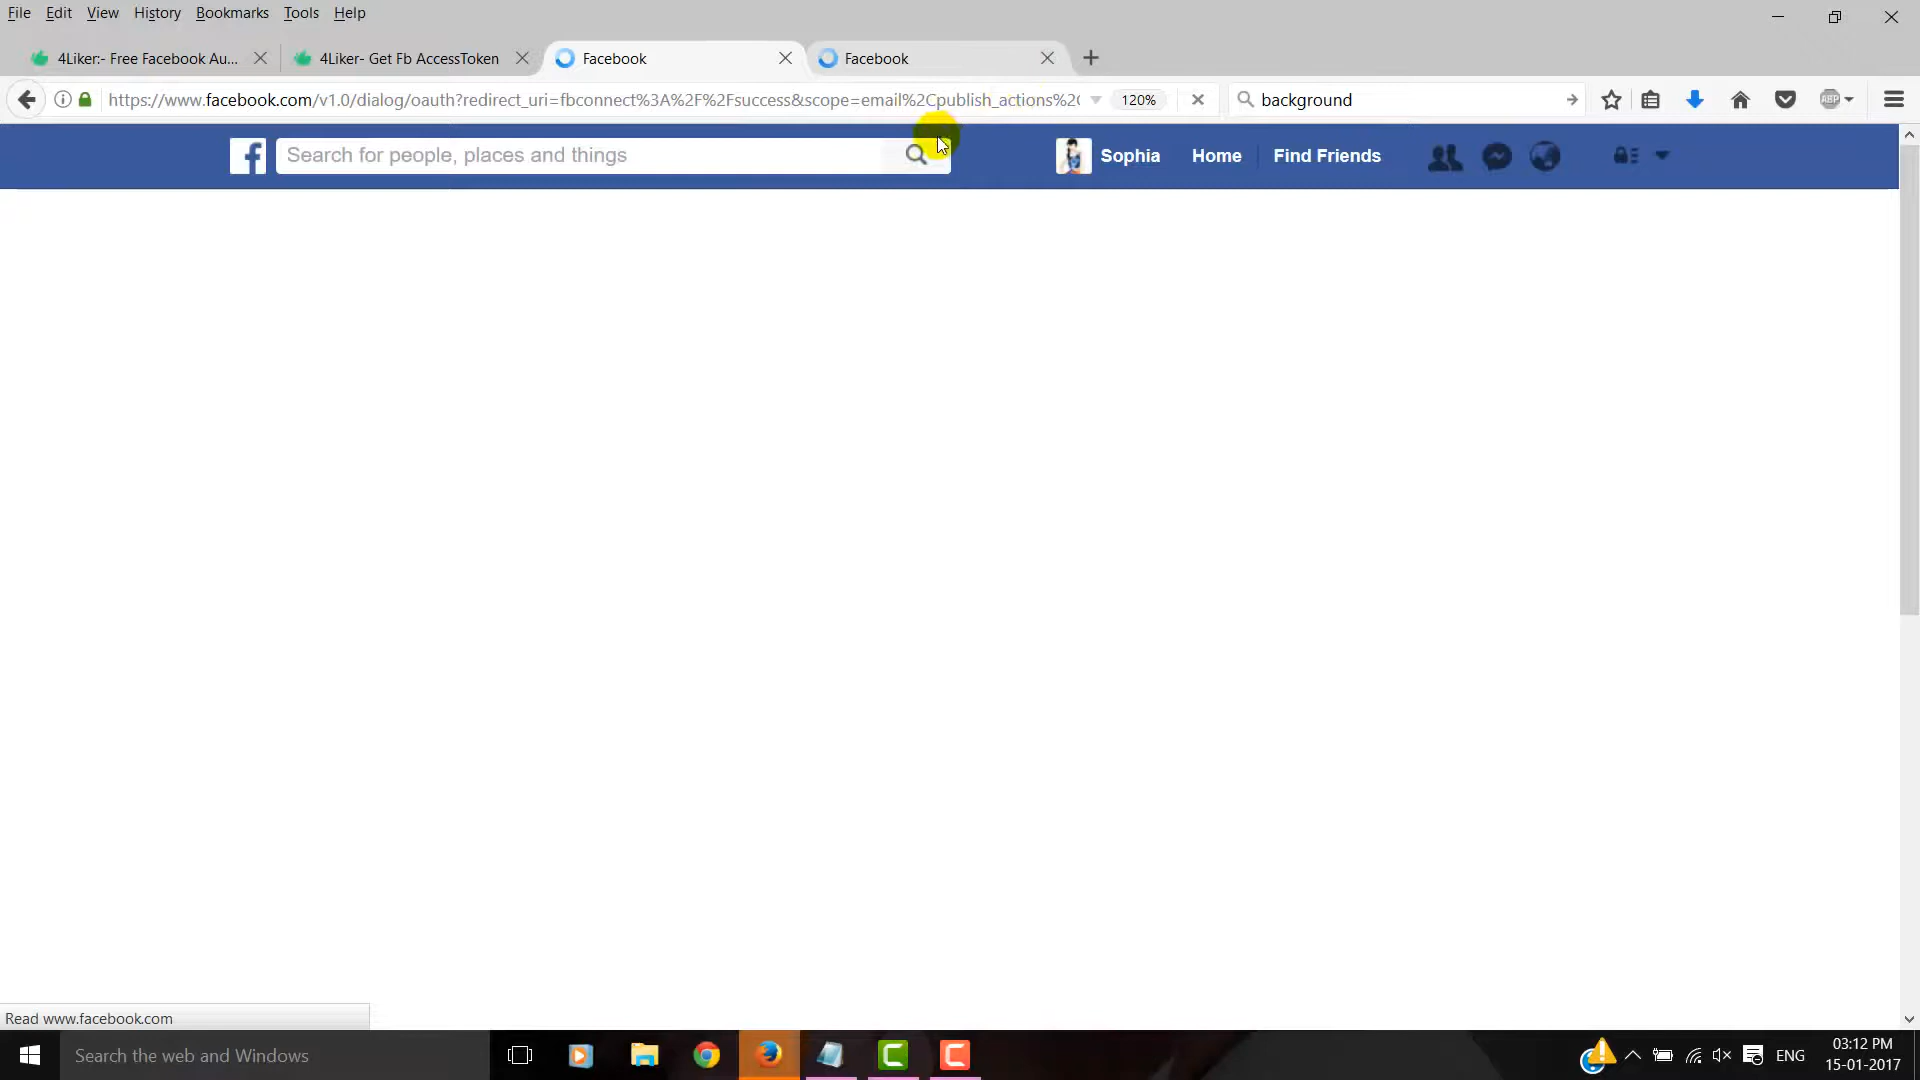 File Edit View History Bookmarks Tools Help
4Liker:- Free Facebook Au... 4Liker- Get Fb AccessToken Facebook Facebook
https://www.facebook.com/v1.0/dialog/oauth?redirect_uri=fbconnect%3A%2F%2Fsuccess&scope=email%2Cpublish_actions%2C 120% background ABP
Search for people, places and things Sophia Home Find Friends
Read www.facebook.com
Search the web and Windows ENG 03:12 PM
15-01-2017